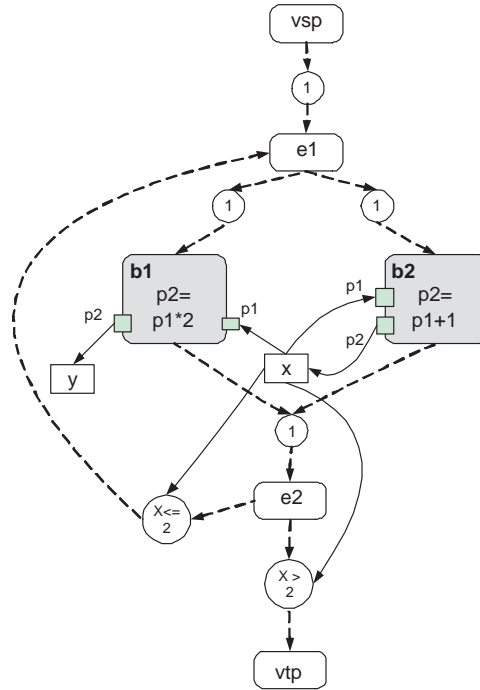 vsp
1
e1
1
1
b1
p2=
p1*2
p2
p1
b2
p2=
p1+1
p1
p2
y
x
1
X<=
2
e2
X >
2
vtp